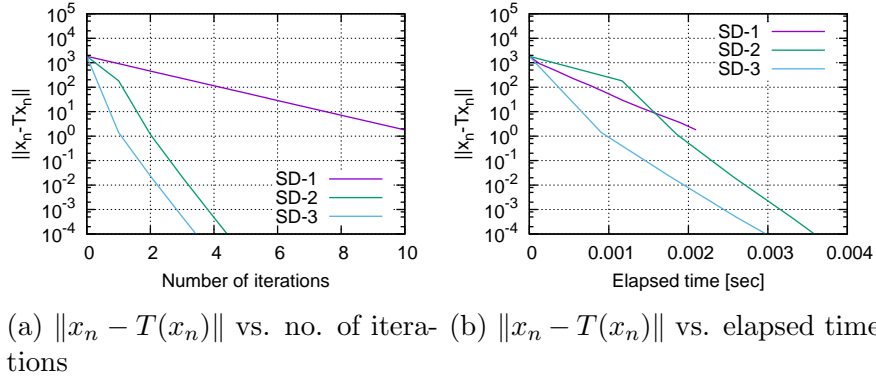 10^5
10^4
10^3
10^2
10^1
10^0
10^-1
10^-2
10^-3
10^-4
||x_n-Tx_n||
0 2 4 6 8 10
Number of iterations
SD-1
SD-2
SD-3
10^5
10^4
10^3
10^2
10^1
10^0
10^-1
10^-2
10^-3
10^-4
||x_n-Tx_n||
0 0.001 0.002 0.003 0.004
Elapsed time [sec]
SD-1
SD-2
SD-3
(a) ‖x_n − T(x_n)‖ vs. no. of itera-
tions
(b) ‖x_n − T(x_n)‖ vs. elapsed time